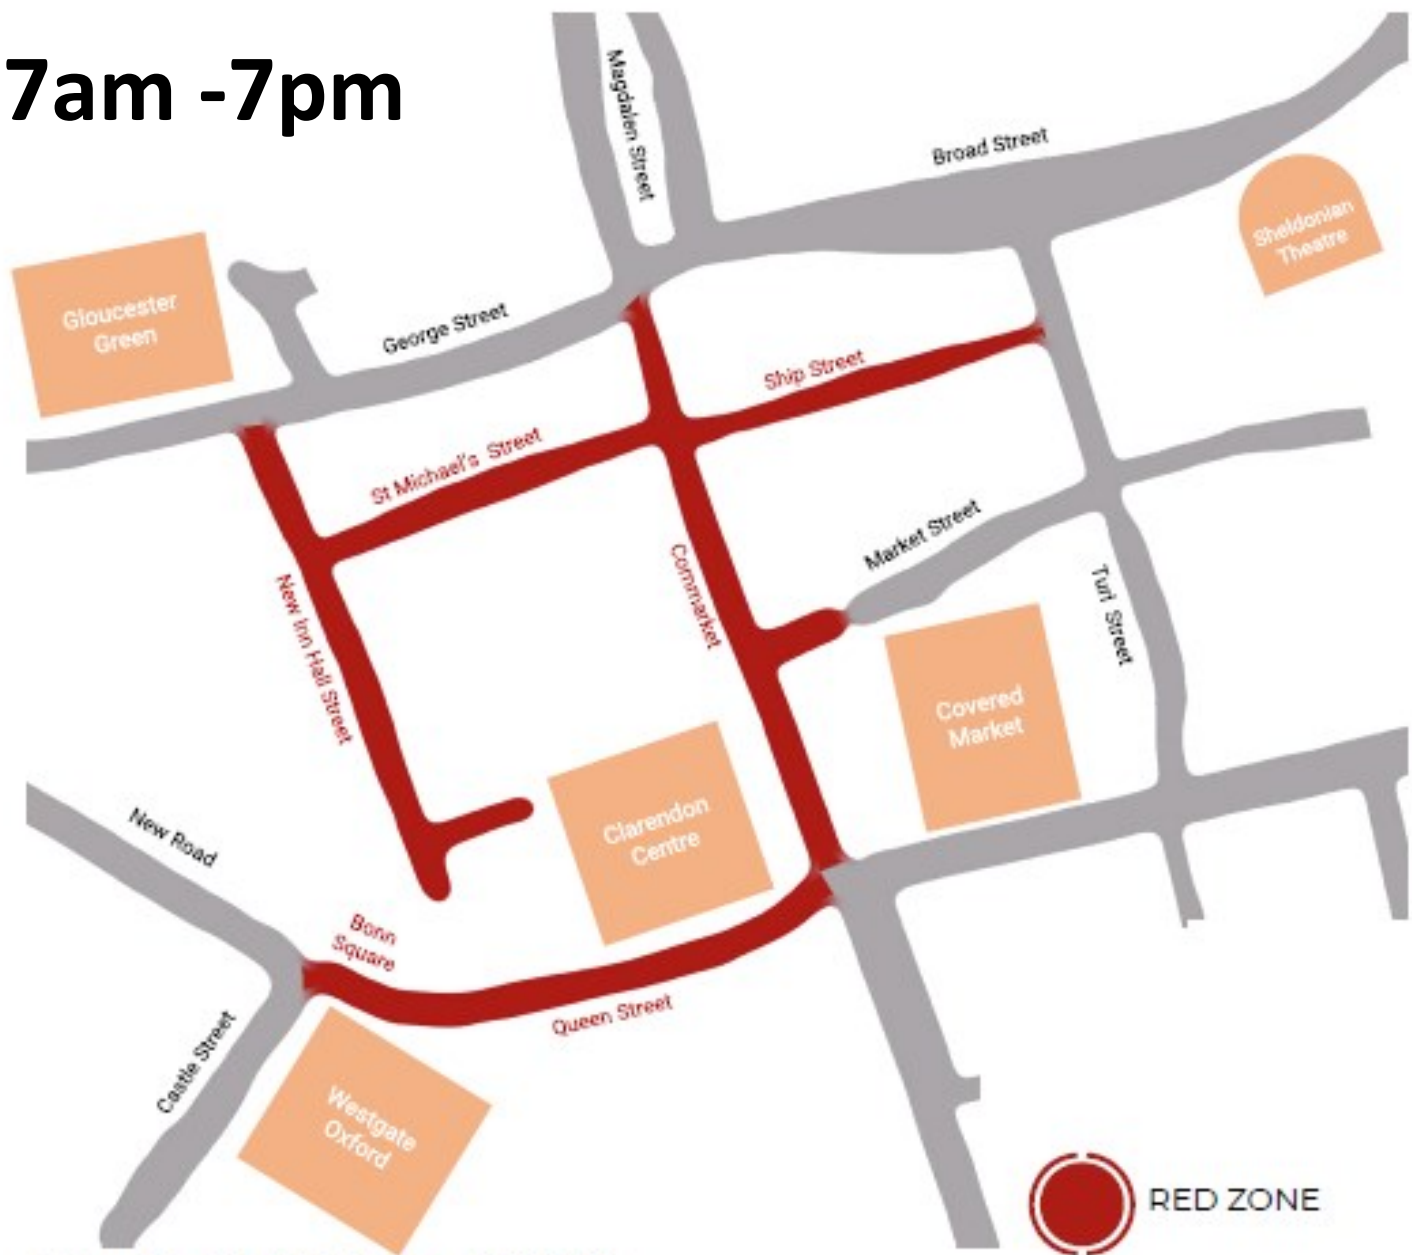 7am -7pm
Magdalen Street
Broad Street
Sheldonian
Theatre
Gloucester
Green
George Street
Ship Street
St Michael's Street
Market Street
Cornmarket
Turl Street
New Inn Hall Street
Covered
Market
Clarendon
Centre
New Road
Bonn
Square
Queen Street
Castle Street
Westgate
Oxford
RED ZONE